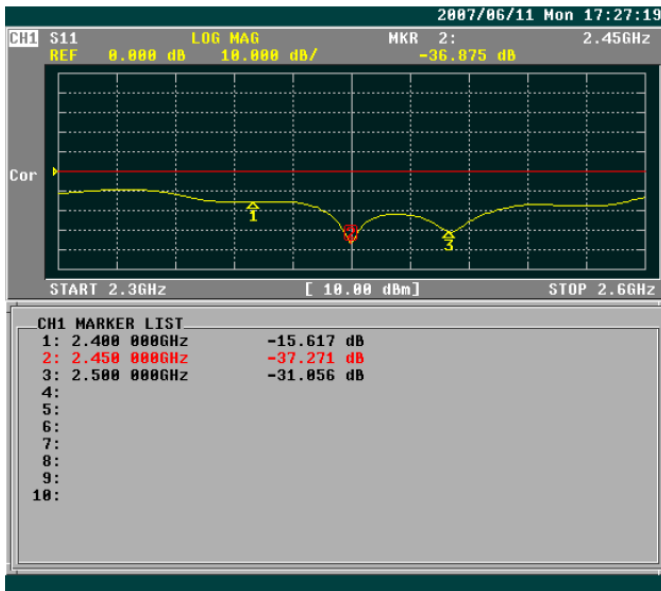 2007/06/11 Mon 17:27:19
CH1 S11 LOG MAG MKR 2: 2.45GHz
REF 0.000 dB 10.000 dB/ -36.875 dB
Cor
1
3
START 2.3GHz [ 10.00 dBm] STOP 2.6GHz
CH1 MARKER LIST
1: 2.400 000GHz -15.617 dB
2: 2.450 000GHz -37.271 dB
3: 2.500 000GHz -31.056 dB
4:
5:
6:
7:
8:
9:
10: